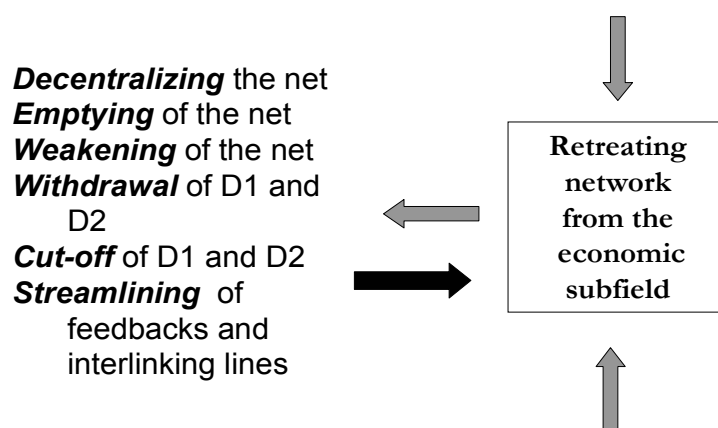 Decentralizing the net
Emptying of the net
Weakening of the net
Withdrawal of D1 and
D2
Cut-off of D1 and D2
Streamlining of
feedbacks and
interlinking lines
Retreating
network
from the
economic
subfield